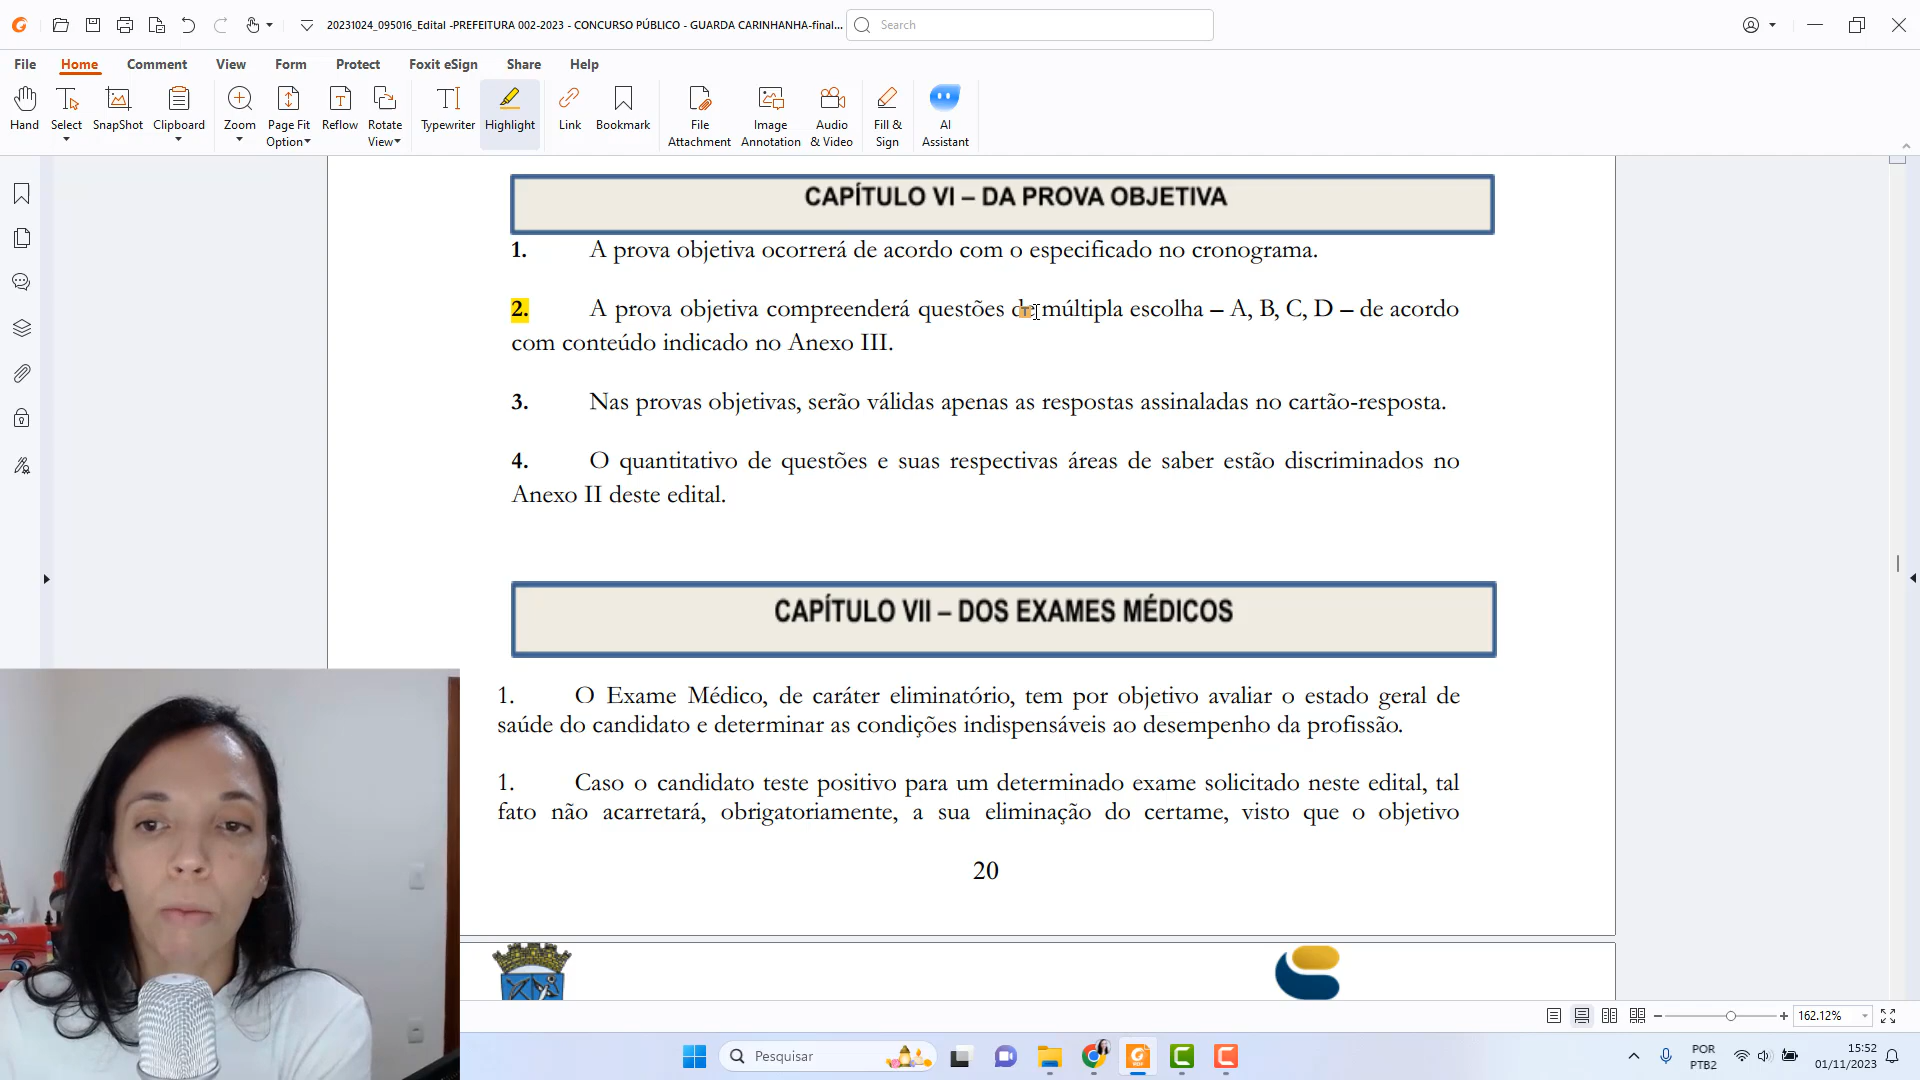 20231024_095016_Edital -PREFEITURA 002-2023 - CONCURSO PÚBLICO - GUARDA CARINHANHA-final...
Search
File Home Comment View Form Protect Foxit eSign Share Help
Hand
Select
SnapShot
Clipboard
Zoom
Page Fit
Option
Reflow
Rotate
View
Typewriter
Highlight
Link
Bookmark
File
Attachment
Image
Annotation
Audio
& Video
Fill &
Sign
AI
Assistant
CAPÍTULO VI – DA PROVA OBJETIVA
1. A prova objetiva ocorrerá de acordo com o especificado no cronograma.
2. A prova objetiva compreenderá questões de múltipla escolha – A, B, C, D – de acordo
com conteúdo indicado no Anexo III.
3. Nas provas objetivas, serão válidas apenas as respostas assinaladas no cartão-resposta.
4. O quantitativo de questões e suas respectivas áreas de saber estão discriminados no
Anexo II deste edital.
CAPÍTULO VII – DOS EXAMES MÉDICOS
1. O Exame Médico, de caráter eliminatório, tem por objetivo avaliar o estado geral de
saúde do candidato e determinar as condições indispensáveis ao desempenho da profissão.
1. Caso o candidato teste positivo para um determinado exame solicitado neste edital, tal
fato não acarretará, obrigatoriamente, a sua eliminação do certame, visto que o objetivo
20
162.12%
Pesquisar
POR
PTB2
15:52
01/11/2023